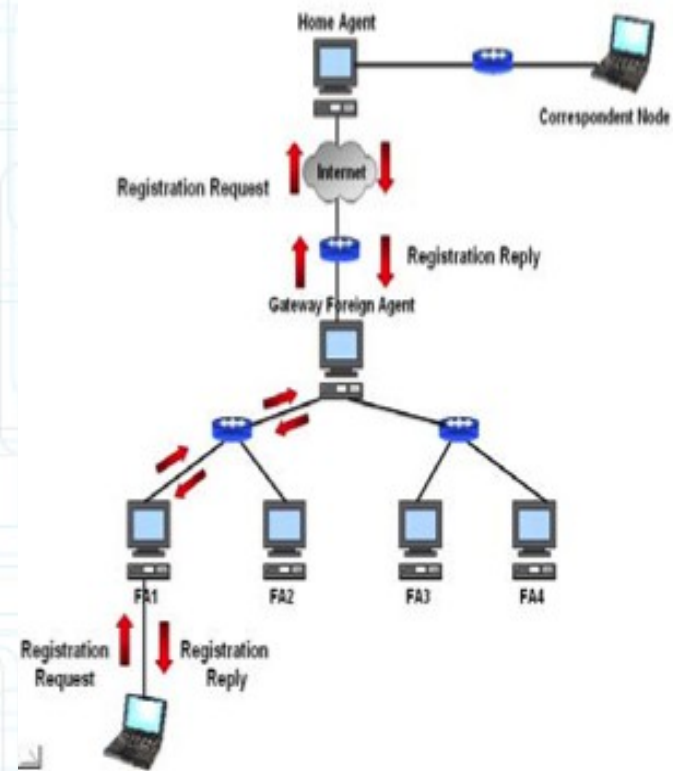 Home Agent
Correspondent Node
Internet
Registration Request
Registration Reply
Gateway Foreign Agent
FA1
FA2
FA3
FA4
Registration
Request
Registration
Reply